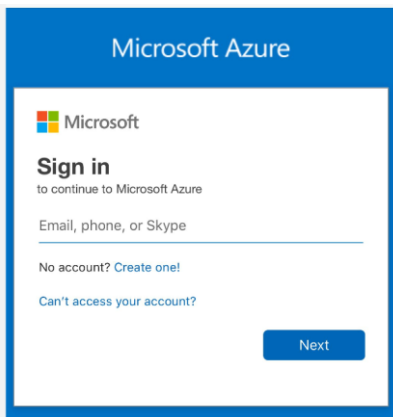 Microsoft Azure
Microsoft
Sign in
to continue to Microsoft Azure
Email, phone, or Skype
No account? Create one!
Can't access your account?
Next